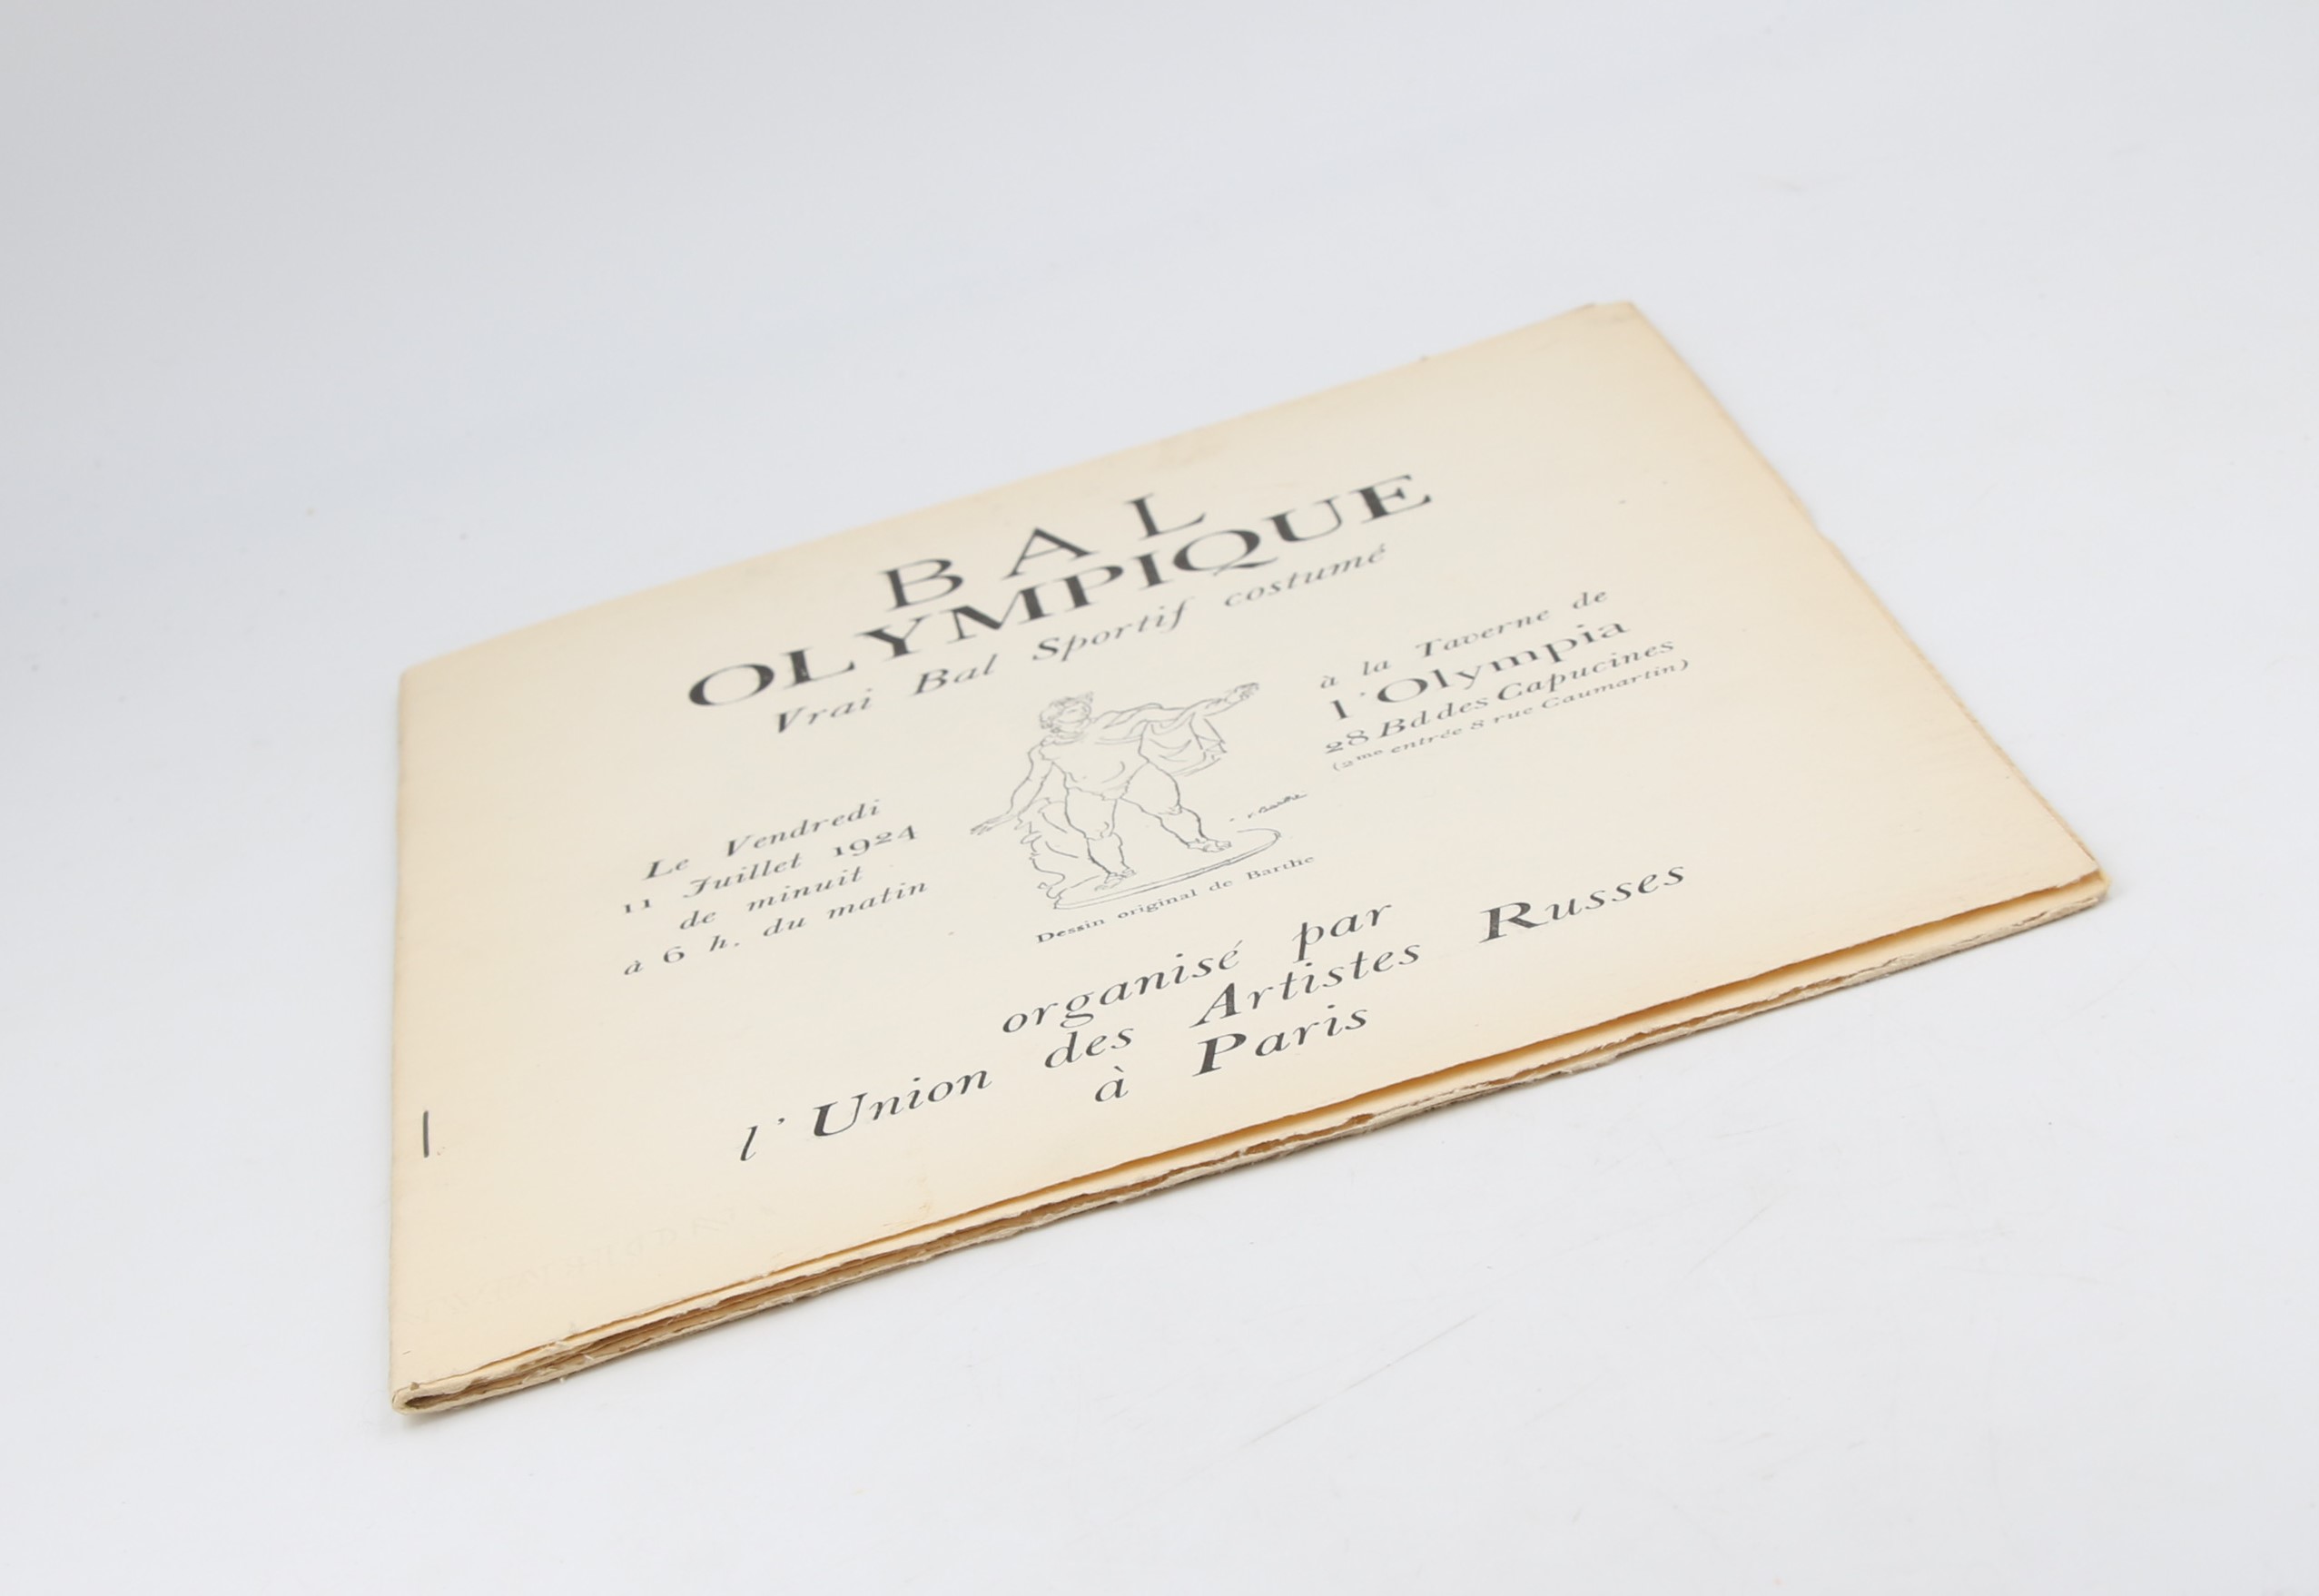 BAL
OLYMPIQUE
Vrai Bal Sportif costumé
à la Taverne de
l'Olympia
28 Bd des Capucines
(2me entrée 8 rue Caumartin)
Le Vendredi
11 Juillet 1924
de minuit
à 6 h. du matin
Dessin original de Barthe
organisé par
l'Union des Artistes Russes
à Paris